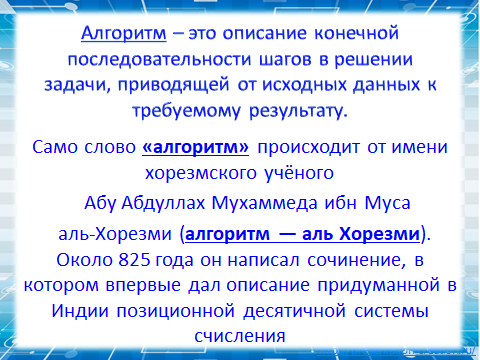 Алгоритм – это описание конечной
последовательности шагов в решении
задачи, приводящей от исходных данных к
требуемому результату.
Само слово «алгоритм» происходит от имени
хорезмского учёного
Абу Абдуллах Мухаммеда ибн Муса
аль-Хорезми (алгоритм — аль Хорезми).
Около 825 года он написал сочинение, в
котором впервые дал описание придуманной в
Индии позиционной десятичной системы
счисления